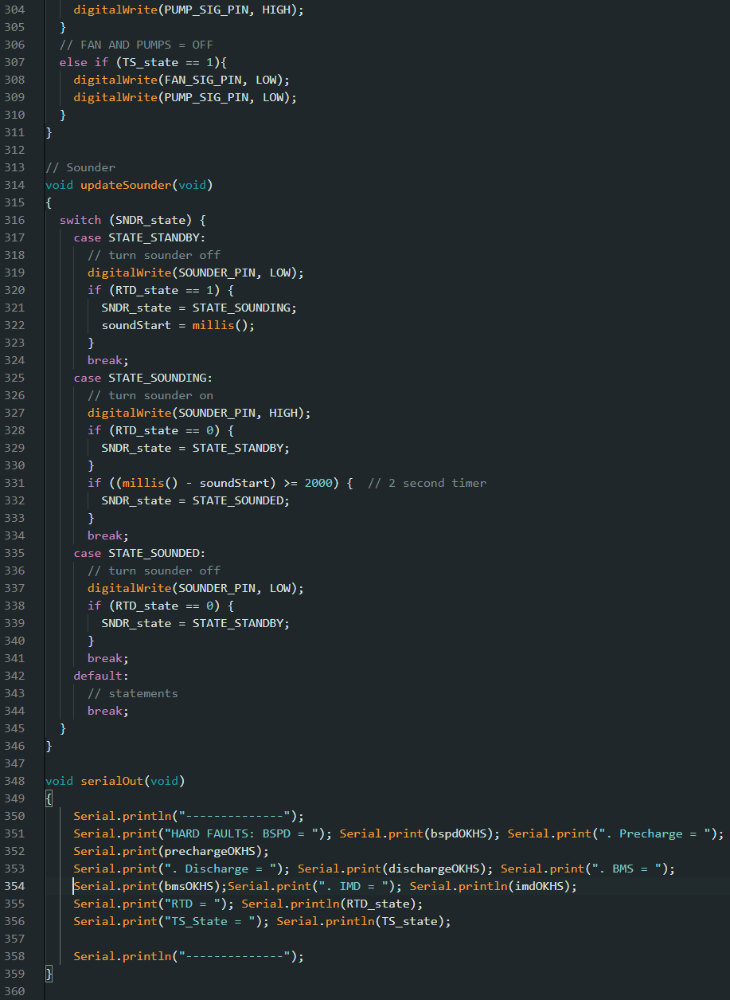 304     digitalWrite(PUMP_SIG_PIN, HIGH);
305   }
306   // FAN AND PUMPS = OFF
307   else if (TS_state == 1){
308     digitalWrite(FAN_SIG_PIN, LOW);
309     digitalWrite(PUMP_SIG_PIN, LOW);
310   }
311 }
312
313 // Sounder
314 void updateSounder(void)
315 {
316   switch (SNDR_state) {
317     case STATE_STANDBY:
318       // turn sounder off
319       digitalWrite(SOUNDER_PIN, LOW);
320       if (RTD_state == 1) {
321         SNDR_state = STATE_SOUNDING;
322         soundStart = millis();
323       }
324       break;
325     case STATE_SOUNDING:
326       // turn sounder on
327       digitalWrite(SOUNDER_PIN, HIGH);
328       if (RTD_state == 0) {
329         SNDR_state = STATE_STANDBY;
330       }
331       if ((millis() - soundStart) >= 2000) {  // 2 second timer
332         SNDR_state = STATE_SOUNDED;
333       }
334       break;
335     case STATE_SOUNDED:
336       // turn sounder off
337       digitalWrite(SOUNDER_PIN, LOW);
338       if (RTD_state == 0) {
339         SNDR_state = STATE_STANDBY;
340       }
341       break;
342     default:
343       // statements
344       break;
345   }
346 }
347
348 void serialOut(void)
349 {
350     Serial.println("--------------");
351     Serial.print("HARD FAULTS: BSPD = "); Serial.print(bspdOKHS); Serial.print(". Precharge = ");
352     Serial.print(prechargeOKHS);
353     Serial.print(". Discharge = "); Serial.print(dischargeOKHS); Serial.print(". BMS = ");
354     Serial.print(bmsOKHS);Serial.print(". IMD = "); Serial.println(imdOKHS);
355     Serial.print("RTD = "); Serial.println(RTD_state);
356     Serial.print("TS_State = "); Serial.println(TS_state);
357
358     Serial.println("--------------");
359 }
360